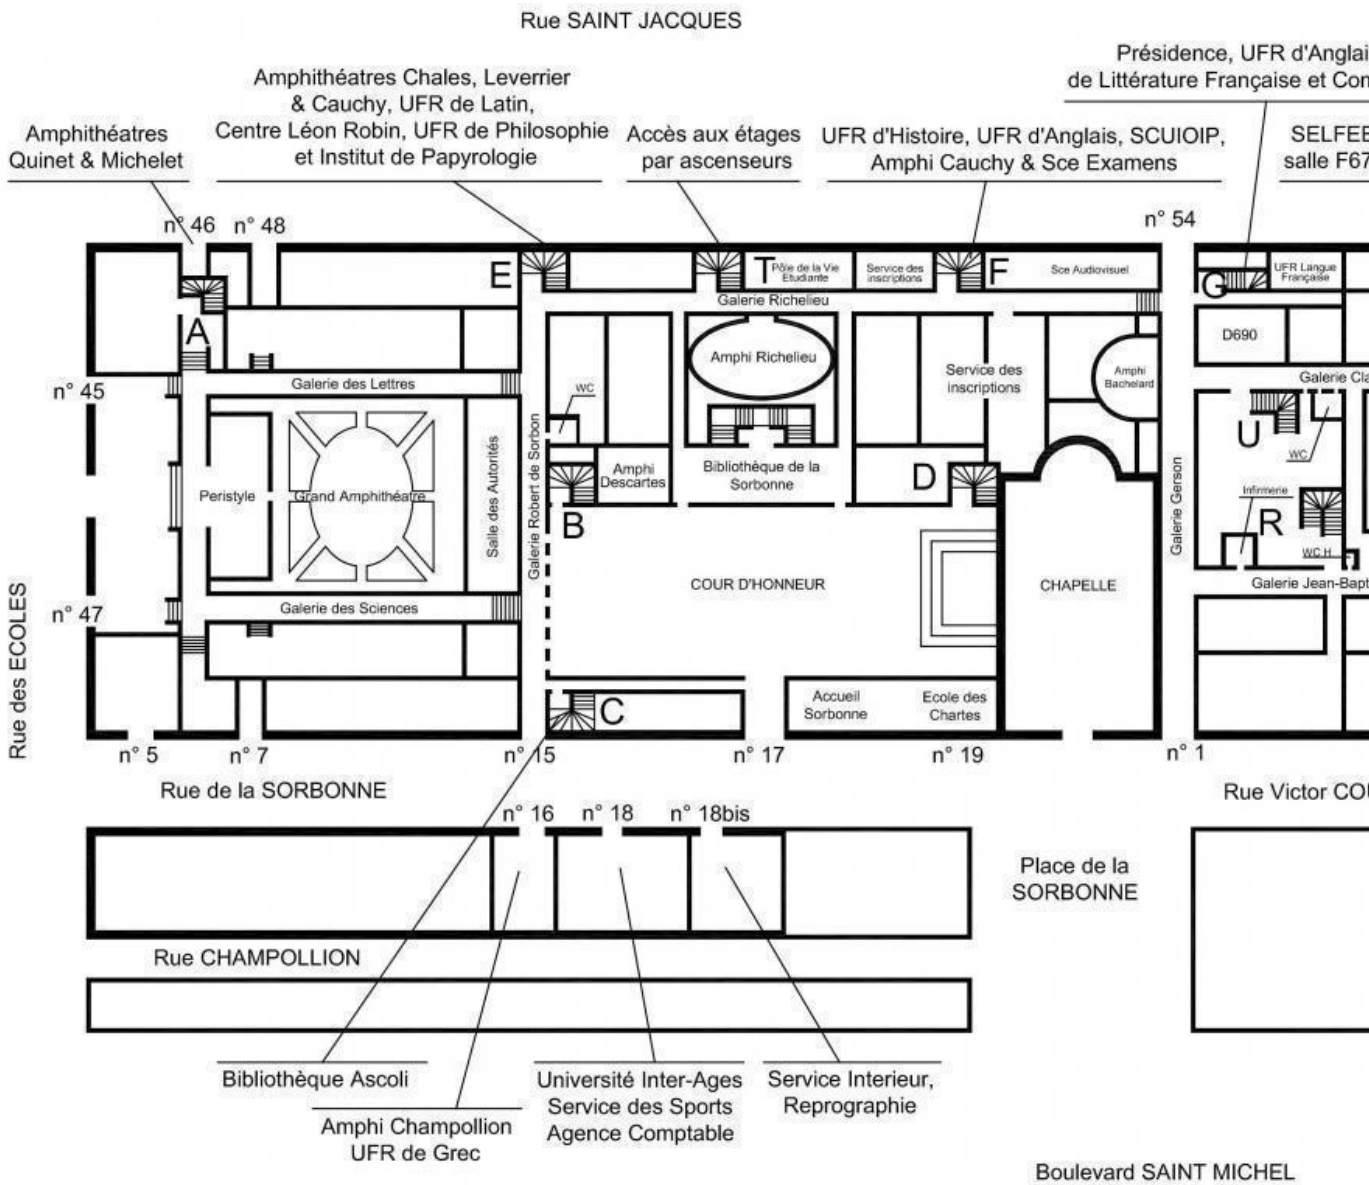 Rue SAINT JACQUES
Présidence, UFR d'Anglai
de Littérature Française et Con
Amphithéatres Chales, Leverrier
& Cauchy, UFR de Latin,
Centre Léon Robin, UFR de Philosophie
et Institut de Papyrologie
Amphithéatres
Quinet & Michelet
Accès aux étages
par ascenseurs
UFR d'Histoire, UFR d'Anglais, SCUIOIP,
Amphi Cauchy & Sce Examens
SELFEE
salle F67
n° 46
n° 48
n° 54
E
T
Pôle de la Vie
Etudiante
Service des
inscriptions
F
Sce Audiovisuel
G
UFR Langue
Française
Galerie Richelieu
A
D690
Amphi Richelieu
Service des
inscriptions
Amphi
Bachelard
n° 45
Galerie des Lettres
WC
Galerie Cla
U
WC
Peristyle
Grand Amphithéatre
Salle des Autorités
Galerie Robert de Sorbon
Amphi
Descartes
Bibliothèque de la
Sorbonne
D
Galerie Gerson
Infirmerie
R
B
WC H
COUR D'HONNEUR
CHAPELLE
Galerie Jean-Bapt
n° 47
Galerie des Sciences
Rue des ECOLES
C
Accueil
Sorbonne
Ecole des
Chartes
n° 5
n° 7
n° 15
n° 17
n° 19
n° 1
Rue de la SORBONNE
Rue Victor COU
n° 16
n° 18
n° 18bis
Place de la
SORBONNE
Rue CHAMPOLLION
Bibliothèque Ascoli
Amphi Champollion
UFR de Grec
Université Inter-Ages
Service des Sports
Agence Comptable
Service Interieur,
Reprographie
Boulevard SAINT MICHEL